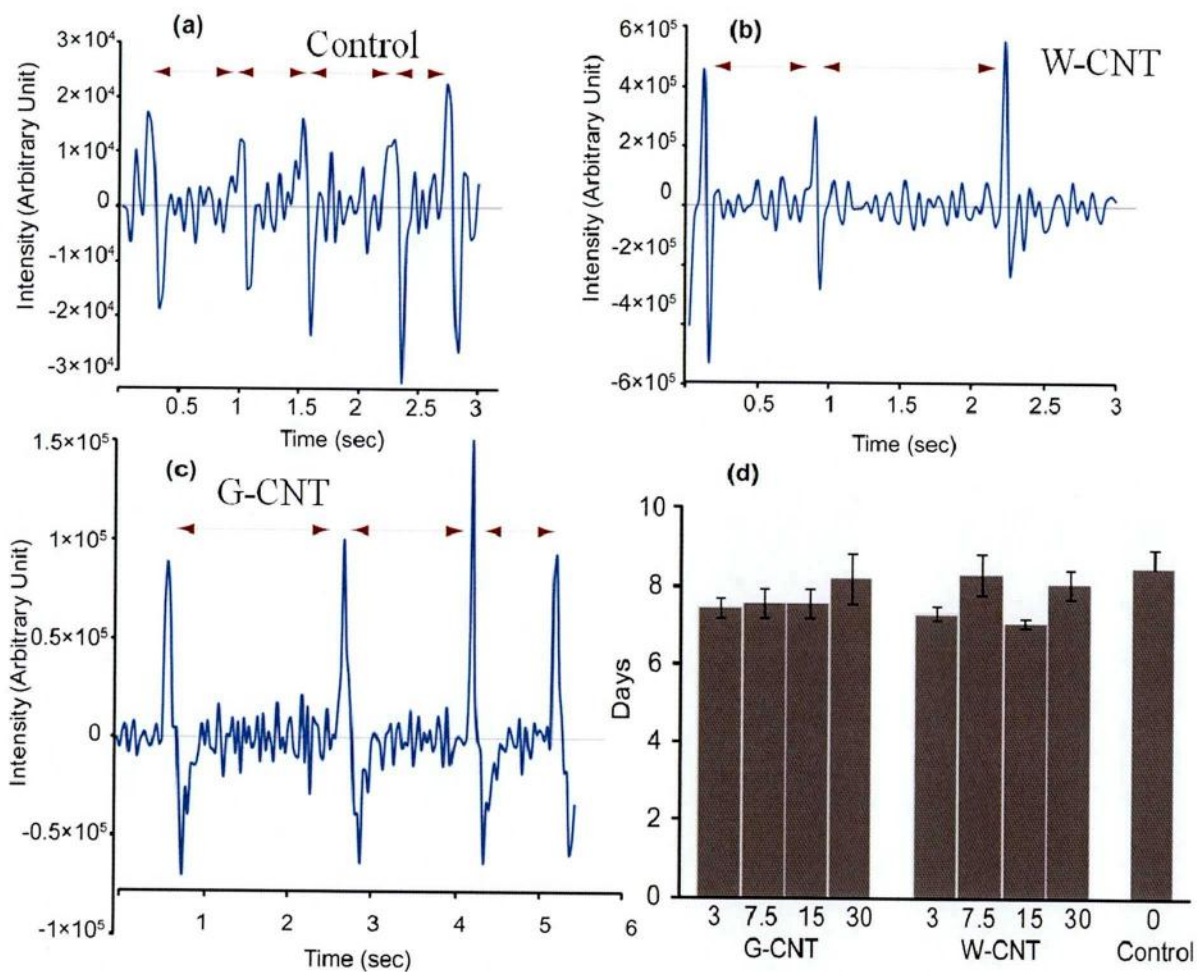 (a)
Control
Intensity (Arbitrary Unit)
3×10⁴
2×10⁴
1×10⁴
0
-1×10⁴
-2×10⁴
-3×10⁴
0.5 1 1.5 2 2.5 3
Time (sec)
(b)
W-CNT
Intensity (Arbitrary Unit)
6×10⁵
4×10⁵
2×10⁵
0
-2×10⁵
-4×10⁵
-6×10⁵
0.5 1 1.5 2 2.5 3
Time (sec)
(c)
G-CNT
Intensity (Arbitrary Unit)
1.5×10⁵
1×10⁵
0.5×10⁵
0
-0.5×10⁵
-1×10⁵
1 2 3 4 5 6
Time (sec)
(d)
Days
10
8
6
4
2
0
3 7.5 15 30 3 7.5 15 30 0
G-CNT W-CNT Control